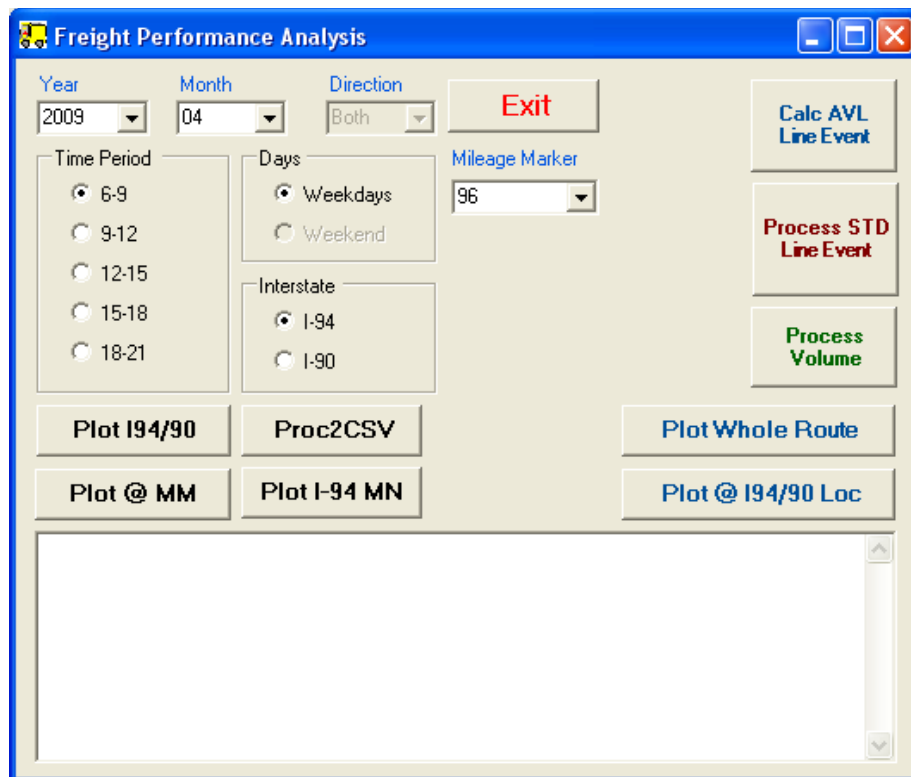 Freight Performance Analysis
Year Month Direction
2009 04 Both Exit
Calc AVL
Line Event
Time Period Days Mileage Marker
6-9 Weekdays 96
9-12 Weekend
Process STD
Line Event
12-15
Interstate
15-18 I-94
18-21 I-90
Process
Volume
Plot I94/90 Proc2CSV Plot Whole Route
Plot @ MM Plot I-94 MN Plot @ I94/90 Loc